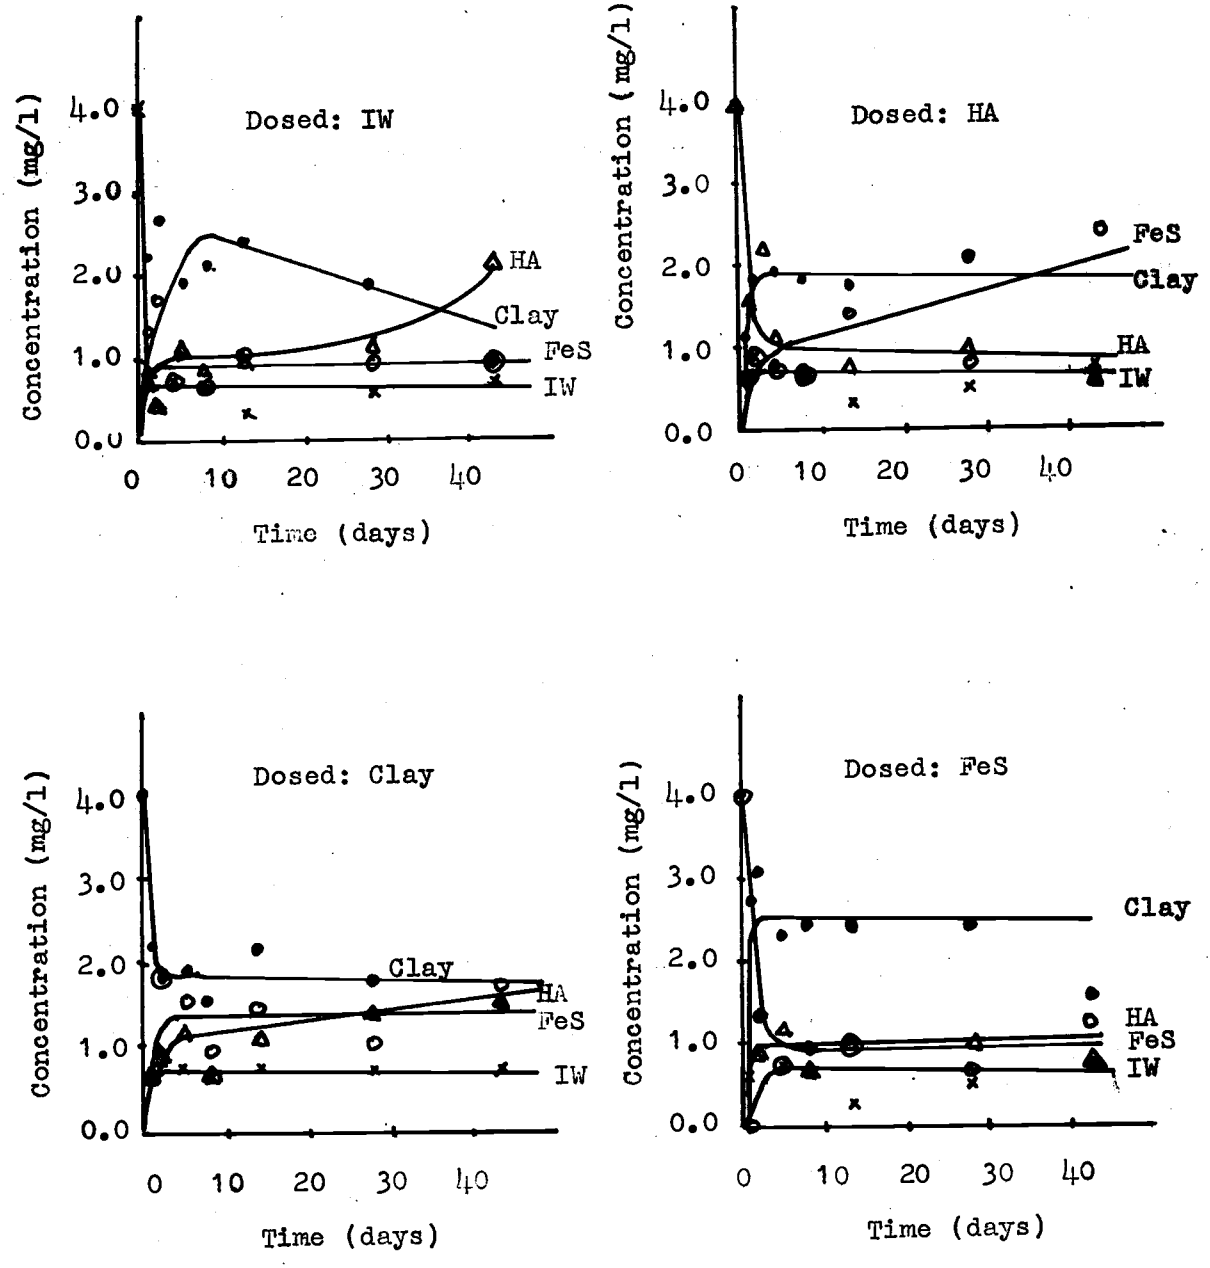 Dosed: IW
Concentration (mg/l)
4.0
3.0
2.0
1.0
0.0
HA
Clay
FeS
IW
0 10 20 30 40
Time (days)
Dosed: HA
Concentration (mg/l)
4.0
3.0
2.0
1.0
0.0
FeS
Clay
HA
IW
0 10 20 30 40
Time (days)
Dosed: Clay
Concentration (mg/l)
4.0
3.0
2.0
1.0
0.0
Clay
HA
FeS
IW
0 10 20 30 40
Time (days)
Dosed: FeS
Concentration (mg/l)
4.0
3.0
2.0
1.0
0.0
Clay
HA
FeS
IW
0 10 20 30 40
Time (days)